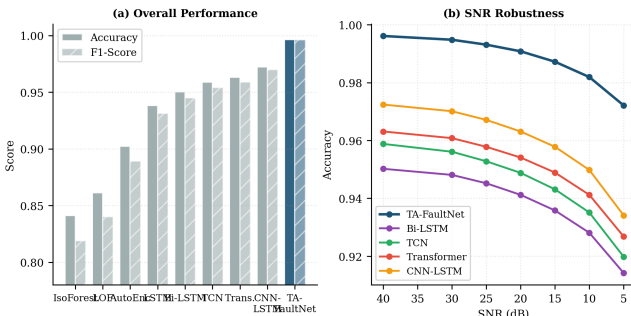 (a) Overall Performance
Score
1.00
0.95
0.90
0.85
0.80
Accuracy
F1-Score
IsoForest
LOF
AutoEnc
LSTM
Bi-LSTM
TCN
Trans.
CNN-
LSTM
TA-
FaultNet
(b) SNR Robustness
Accuracy
1.00
0.98
0.96
0.94
0.92
TA-FaultNet
Bi-LSTM
TCN
Transformer
CNN-LSTM
40 35 30 25 20 15 10 5
SNR (dB)